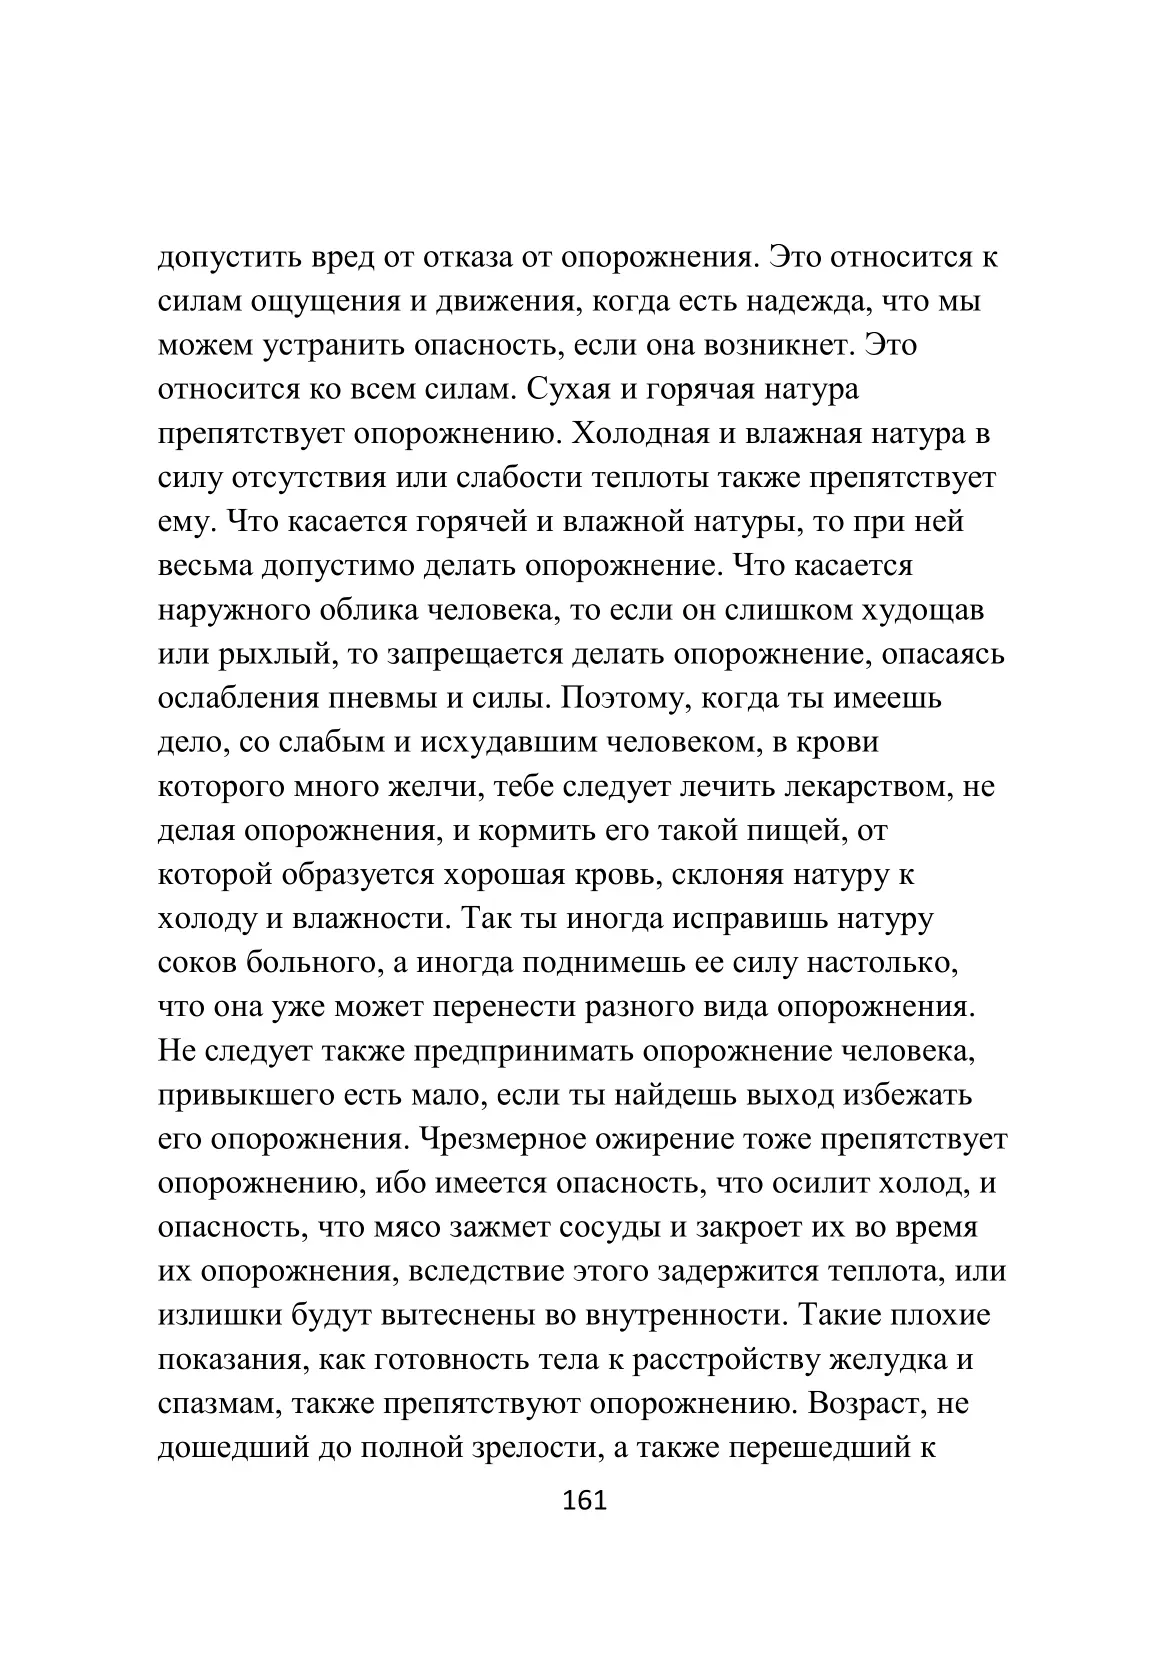 допустить вред от отказа от опорожнения. Это относится к
силам ощущения и движения, когда есть надежда, что мы
можем устранить опасность, если она возникнет. Это
относится ко всем силам. Сухая и горячая натура
препятствует опорожнению. Холодная и влажная натура в
силу отсутствия или слабости теплоты также препятствует
ему. Что касается горячей и влажной натуры, то при ней
весьма допустимо делать опорожнение. Что касается
наружного облика человека, то если он слишком худощав
или рыхлый, то запрещается делать опорожнение, опасаясь
ослабления пневмы и силы. Поэтому, когда ты имеешь
дело, со слабым и исхудавшим человеком, в крови
которого много желчи, тебе следует лечить лекарством, не
делая опорожнения, и кормить его такой пищей, от
которой образуется хорошая кровь, склоняя натуру к
холоду и влажности. Так ты иногда исправишь натуру
соков больного, а иногда поднимешь ее силу настолько,
что она уже может перенести разного вида опорожнения.
Не следует также предпринимать опорожнение человека,
привыкшего есть мало, если ты найдешь выход избежать
его опорожнения. Чрезмерное ожирение тоже препятствует
опорожнению, ибо имеется опасность, что осилит холод, и
опасность, что мясо зажмет сосуды и закроет их во время
их опорожнения, вследствие этого задержится теплота, или
излишки будут вытеснены во внутренности. Такие плохие
показания, как готовность тела к расстройству желудка и
спазмам, также препятствуют опорожнению. Возраст, не
дошедший до полной зрелости, а также перешедший к
161